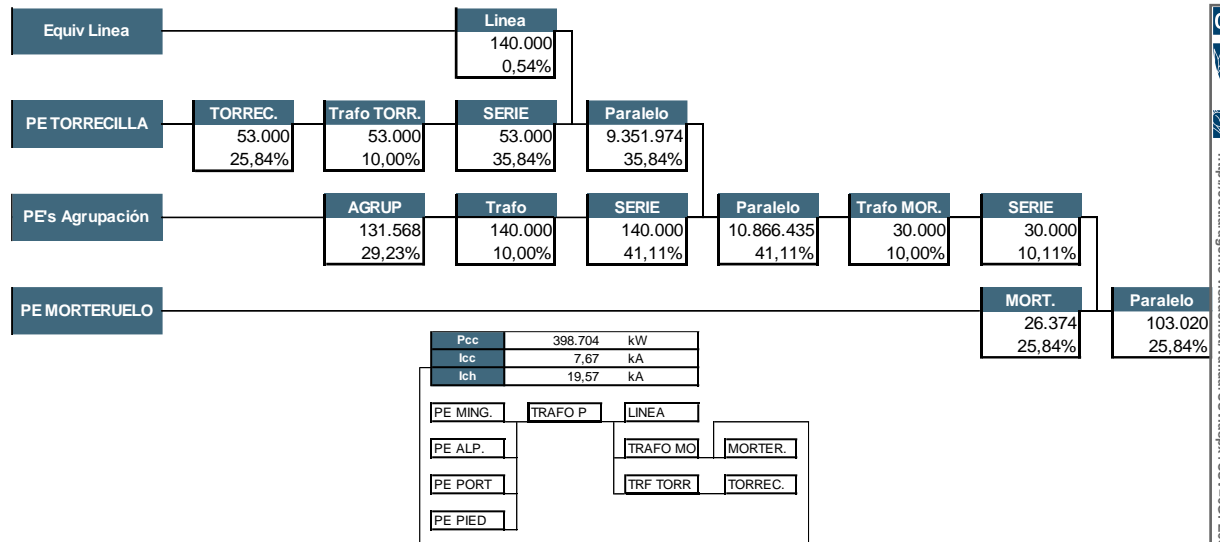 Equiv Linea
Linea
140.000
0,54%
PE TORRECILLA
TORREC.
53.000
25,84%
Trafo TORR.
53.000
10,00%
SERIE
53.000
35,84%
Paralelo
9.351.974
35,84%
PE's Agrupación
AGRUP
131.568
29,23%
Trafo
140.000
10,00%
SERIE
140.000
41,11%
Paralelo
10.866.435
41,11%
Trafo MOR.
30.000
10,00%
SERIE
30.000
10,11%
PE MORTERUELO
MORT.
26.374
25,84%
Paralelo
103.020
25,84%
Pcc 398.704 kW
Icc 7,67 kA
Ich 19,57 kA
PE MING. TRAFO P LINEA
PE ALP. TRAFO MO MORTER.
PE PORT TRF TORR TORREC.
PE PIED